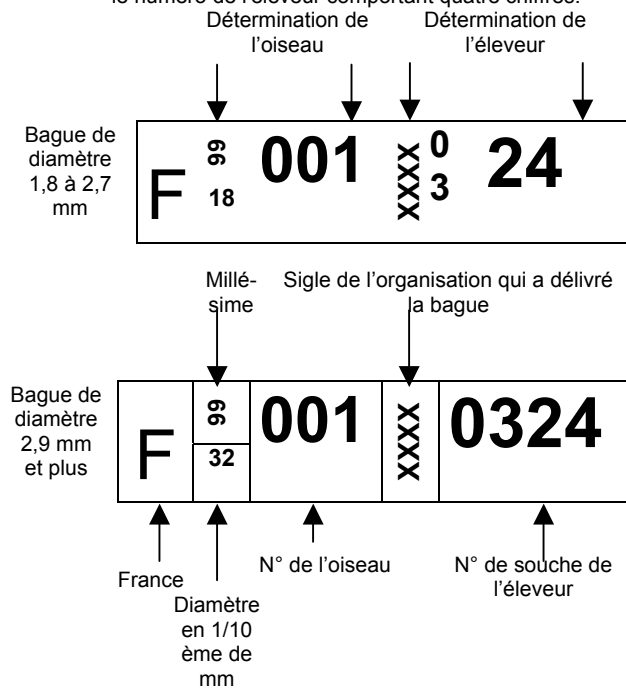 le numéro de l'éleveur comportant quatre chiffres.
Détermination de
l'oiseau
Détermination de
l'éleveur
Bague de
diamètre
1,8 à 2,7
mm
F
99
18
001
XXXX
0
3
24
Millé-
sime
Sigle de l'organisation qui a délivré
la bague
Bague de
diamètre
2,9 mm
et plus
F
99
32
001
XXXX
0324
France
Diamètre
en 1/10
ème de
mm
N° de l'oiseau
N° de souche de
l'éleveur